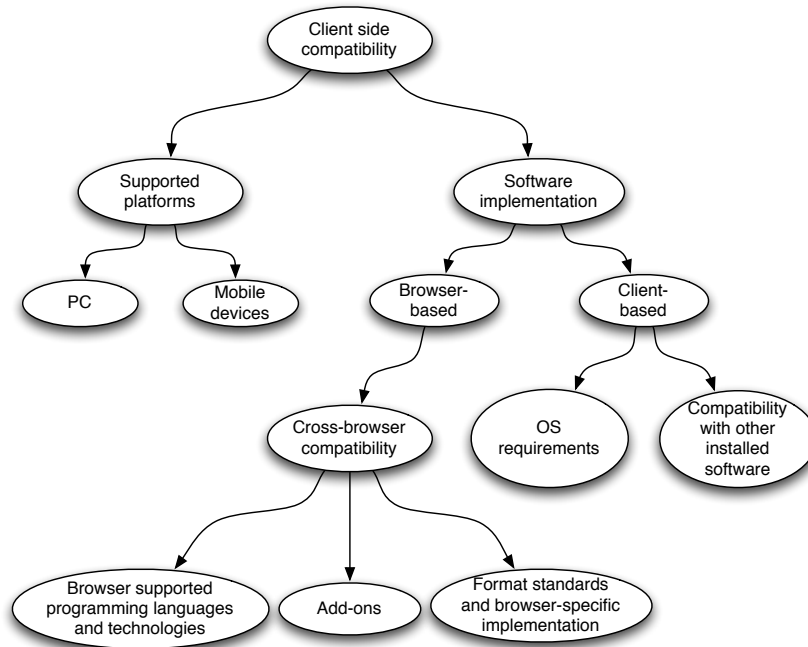 Client side
compatibility
Supported
platforms
Software
implementation
PC
Mobile
devices
Browser-
based
Client-
based
Cross-browser
compatibility
OS
requirements
Compatibility
with other
installed
software
Browser supported
programming languages
and technologies
Add-ons
Format standards
and browser-specific
implementation